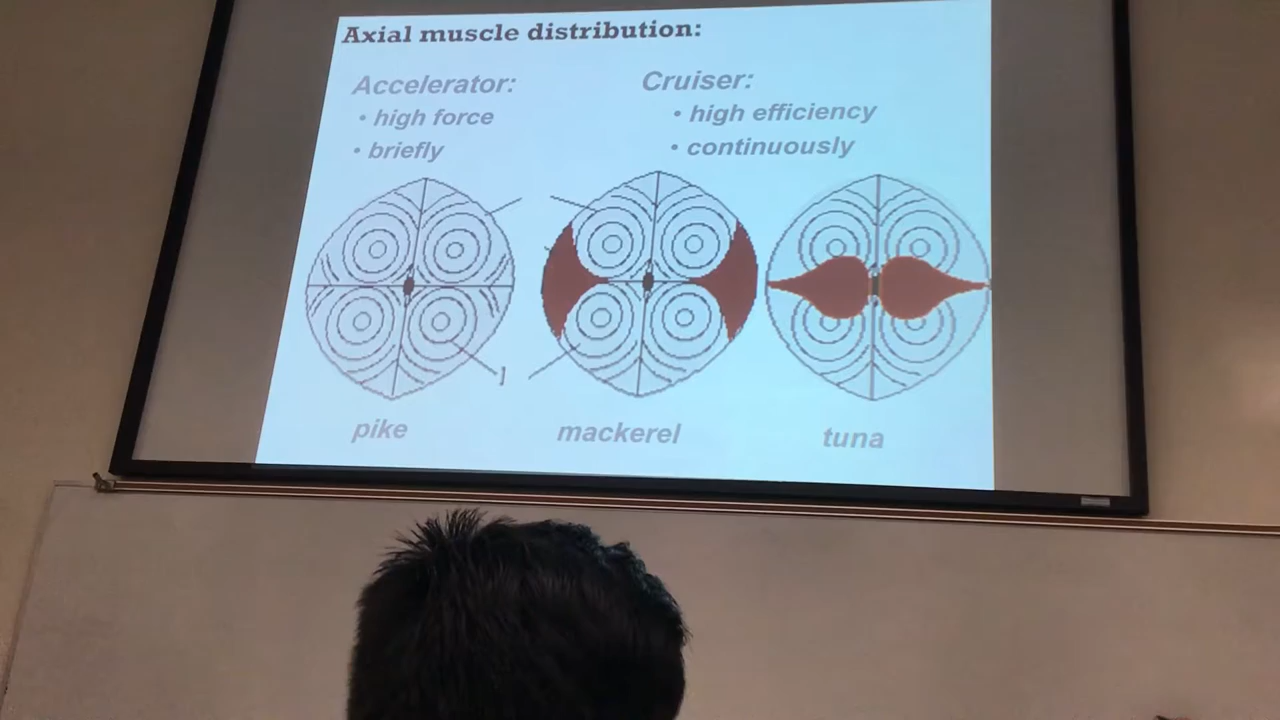 Axial muscle distribution:
Accelerator:
• high force
• briefly
Cruiser:
• high efficiency
• continuously
pike
mackerel
tuna